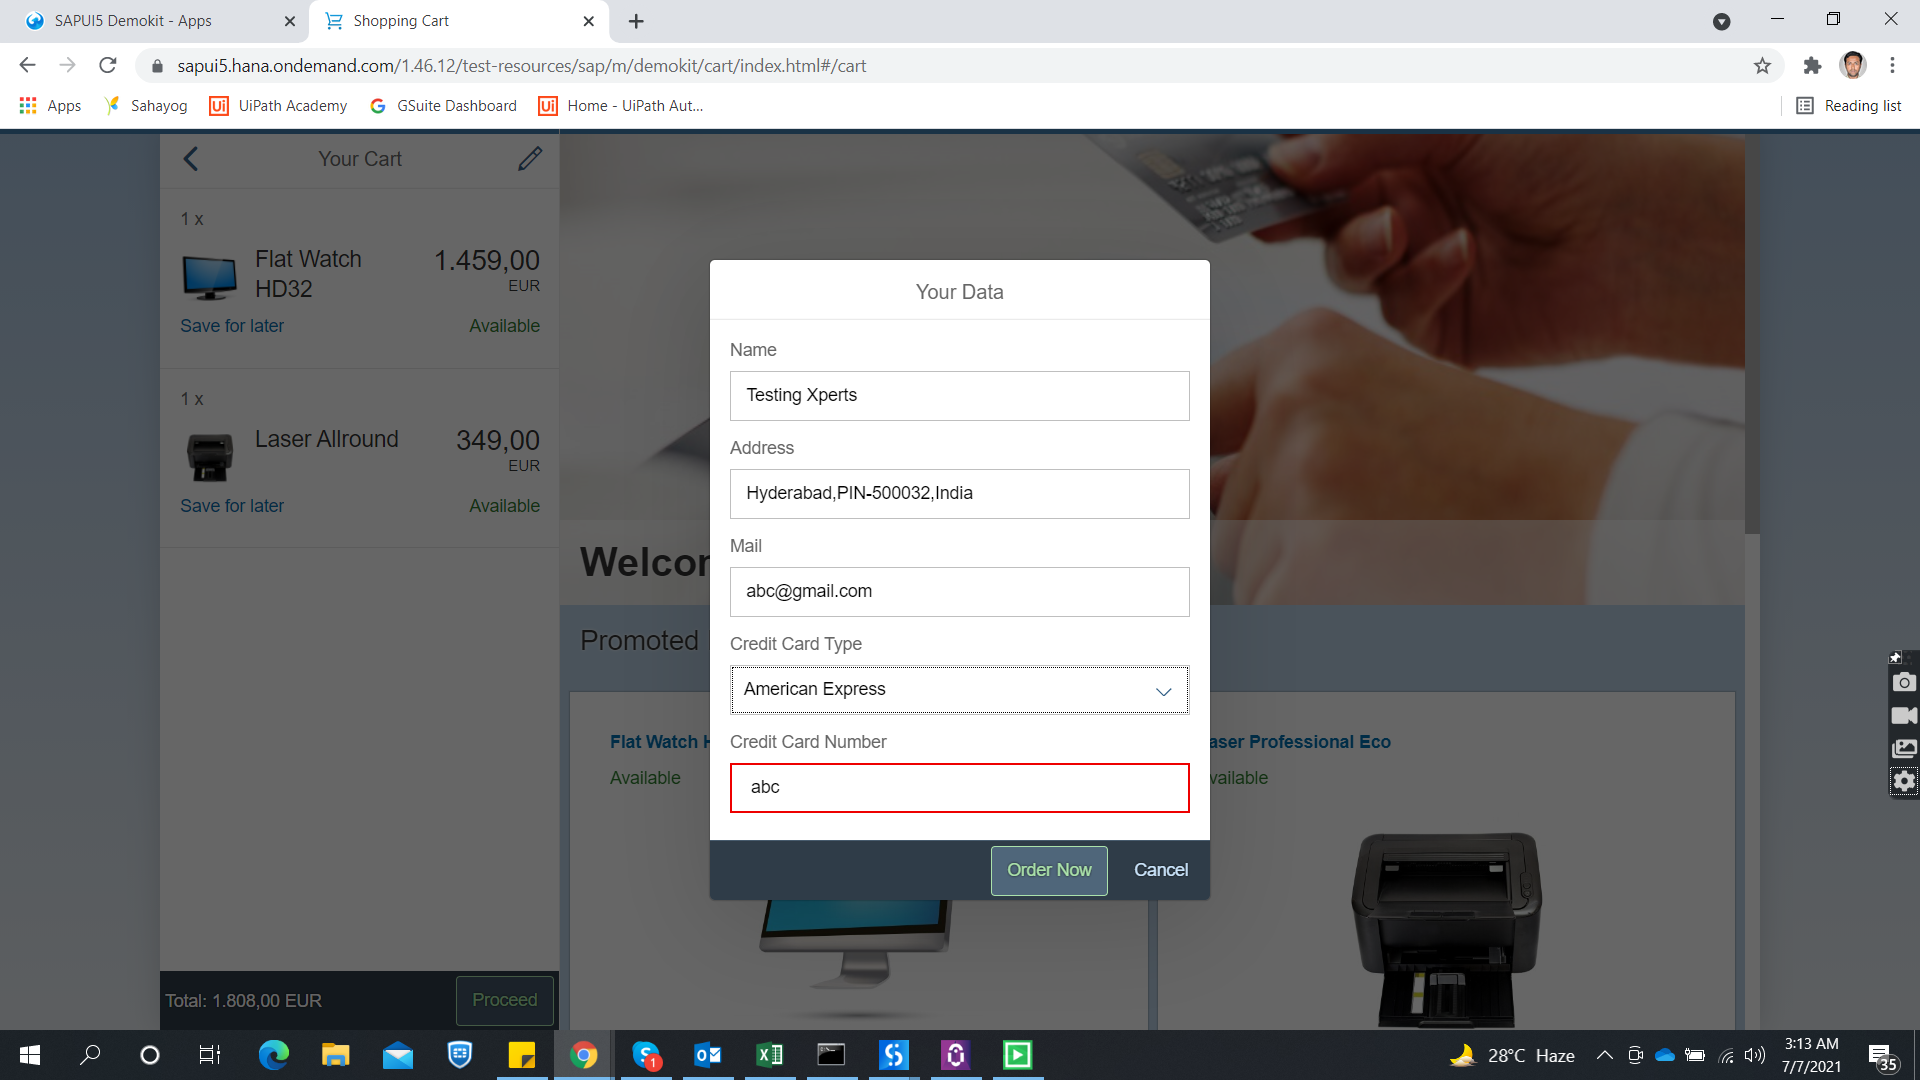 SAPUI5 Demokit - Apps
Shopping Cart
sapui5.hana.ondemand.com/1.46.12/test-resources/sap/m/demokit/cart/index.html#/cart
Apps
Sahayog
UiPath Academy
GSuite Dashboard
Home - UiPath Aut...
Reading list
Your Cart
1 x
Flat Watch HD32
1.459,00
EUR
Save for later
Available
1 x
Laser Allround
349,00
EUR
Save for later
Available
Total: 1.808,00 EUR
Proceed
Welcom
Promoted
Flat Watch H
Available
aser Professional Eco
vailable
Your Data
Name
Testing Xperts
Address
Hyderabad,PIN-500032,India
Mail
abc@gmail.com
Credit Card Type
American Express
Credit Card Number
abc
Order Now
Cancel
28°C Haze
3:13 AM
7/7/2021
35
1